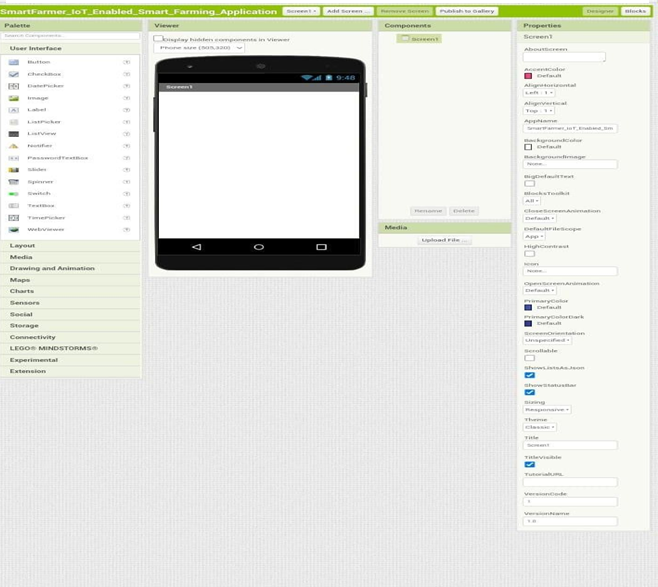 SmartFarmer_IoT_Enabled_Smart_Farming_Application
Screen1
Add Screen ...
Remove Screen
Publish to Gallery
Designer
Blocks
Palette
Search Components...
User Interface
Button
CheckBox
DatePicker
Image
Label
ListPicker
ListView
Notifier
PasswordTextBox
Slider
Spinner
Switch
TextBox
TimePicker
WebViewer
Layout
Media
Drawing and Animation
Maps
Charts
Sensors
Social
Storage
Connectivity
LEGO® MINDSTORMS®
Experimental
Extension
Viewer
Display hidden components in Viewer
Phone size (505,320)
9:48
Screen1
Components
Screen1
Rename
Delete
Media
Upload File ...
Properties
Screen1
AboutScreen
AccentColor
Default
AlignHorizontal
Left : 1
AlignVertical
Top : 1
AppName
SmartFarmer_IoT_Enabled_Sm
BackgroundColor
Default
BackgroundImage
None...
BigDefaultText
BlocksToolkit
All
CloseScreenAnimation
Default
DefaultFileScope
App
HighContrast
Icon
None...
OpenScreenAnimation
Default
PrimaryColor
Default
PrimaryColorDark
Default
ScreenOrientation
Unspecified
Scrollable
ShowListsAsJson
ShowStatusBar
Sizing
Responsive
Theme
Classic
Title
Screen1
TitleVisible
TutorialURL
VersionCode
1
VersionName
1.0